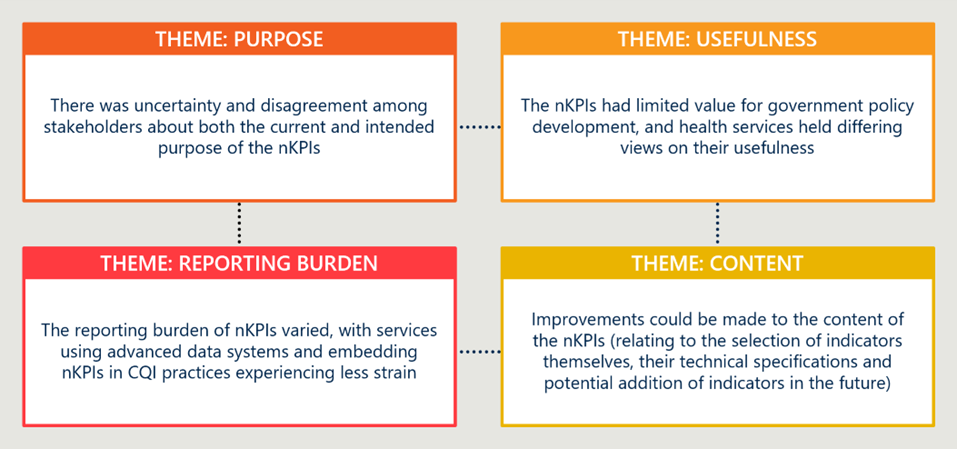 THEME: PURPOSE
There was uncertainty and disagreement among
stakeholders about both the current and intended
purpose of the nKPIs
THEME: USEFULNESS
The nKPIs had limited value for government policy
development, and health services held differing
views on their usefulness
THEME: REPORTING BURDEN
The reporting burden of nKPIs varied, with services
using advanced data systems and embedding
nKPIs in CQI practices experiencing less strain
THEME: CONTENT
Improvements could be made to the content of
the nKPIs (relating to the selection of indicators
themselves, their technical specifications and
potential addition of indicators in the future)